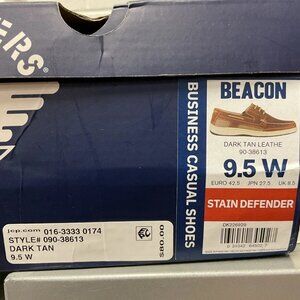 ERS
BEACON
BUSINESS CASUAL SHOES
DARK TAN LEATHE
90-38613
9.5 W
EURO 42.5 JPN 27.5 UK 8.5
STAIN DEFENDER
jcp.com 016-3333 0174
STYLE# 090-38613
DARK TAN
9.5 W
$80.00